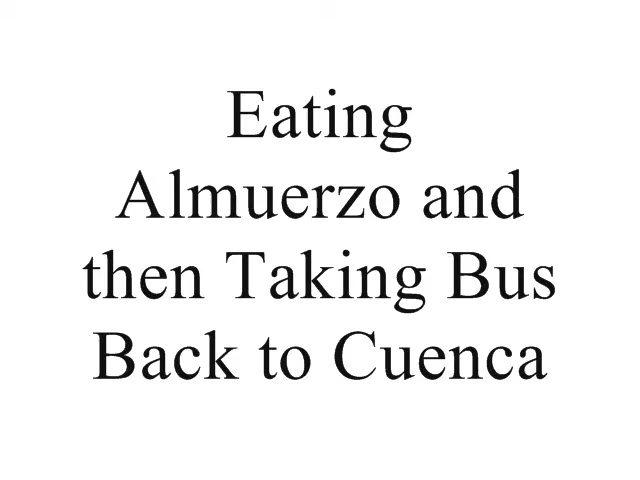 Eating
Almuerzo and
then Taking Bus
Back to Cuenca